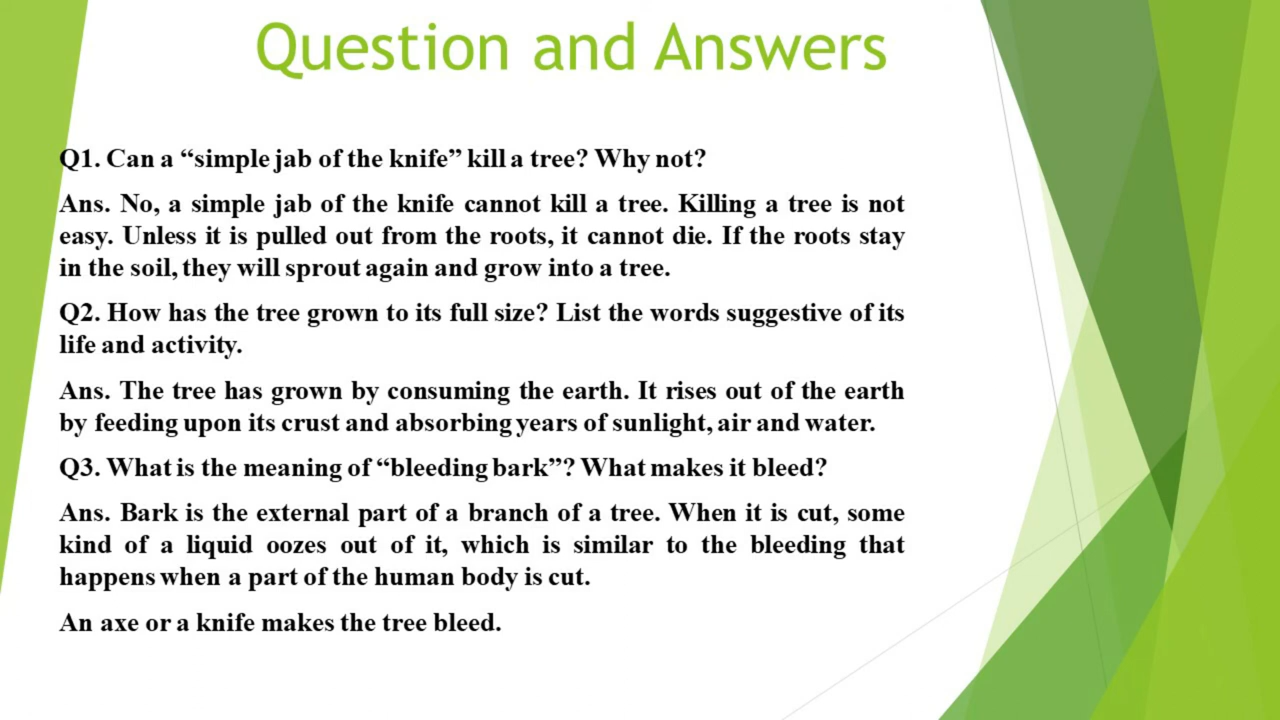 Question and Answers
Q1. Can a “simple jab of the knife” kill a tree? Why not?
Ans. No, a simple jab of the knife cannot kill a tree. Killing a tree is not
easy. Unless it is pulled out from the roots, it cannot die. If the roots stay
in the soil, they will sprout again and grow into a tree.
Q2. How has the tree grown to its full size? List the words suggestive of its
life and activity.
Ans. The tree has grown by consuming the earth. It rises out of the earth
by feeding upon its crust and absorbing years of sunlight, air and water.
Q3. What is the meaning of “bleeding bark”? What makes it bleed?
Ans. Bark is the external part of a branch of a tree. When it is cut, some
kind of a liquid oozes out of it, which is similar to the bleeding that
happens when a part of the human body is cut.
An axe or a knife makes the tree bleed.